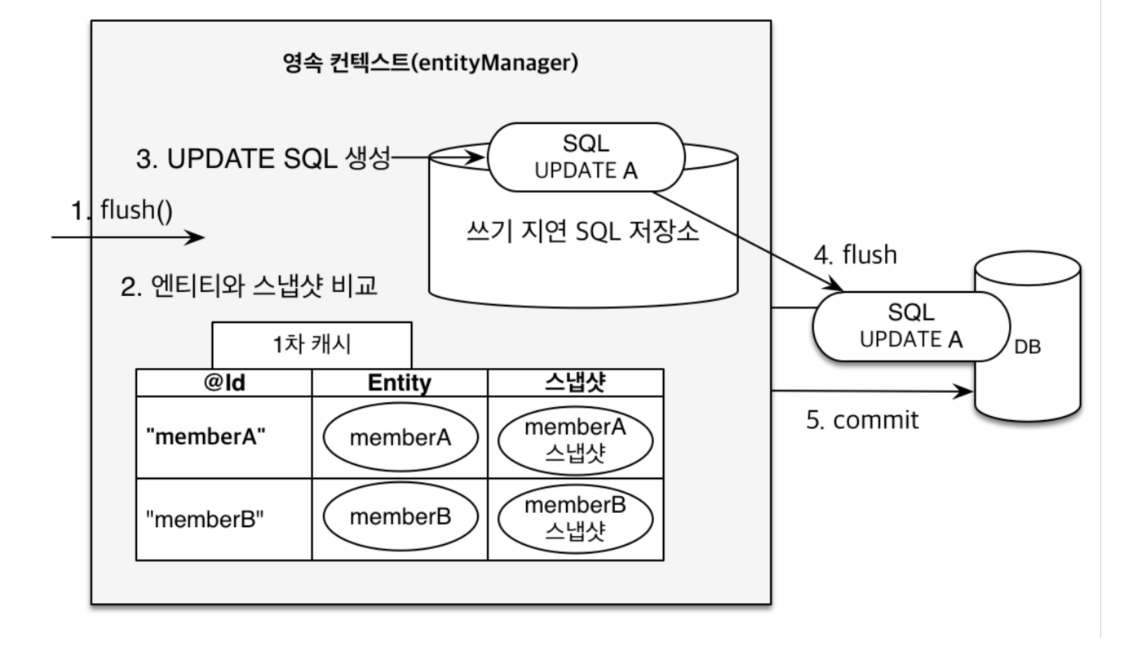 영속 컨텍스트(entityManager)
3. UPDATE SQL 생성
SQL
UPDATE A
1. flush()
쓰기 지연 SQL 저장소
4. flush
2. 엔티티와 스냅샷 비교
SQL
UPDATE A
DB
1차 캐시
@Id Entity 스냅샷
5. commit
"memberA" memberA memberA
스냅샷
"memberB" memberB memberB
스냅샷